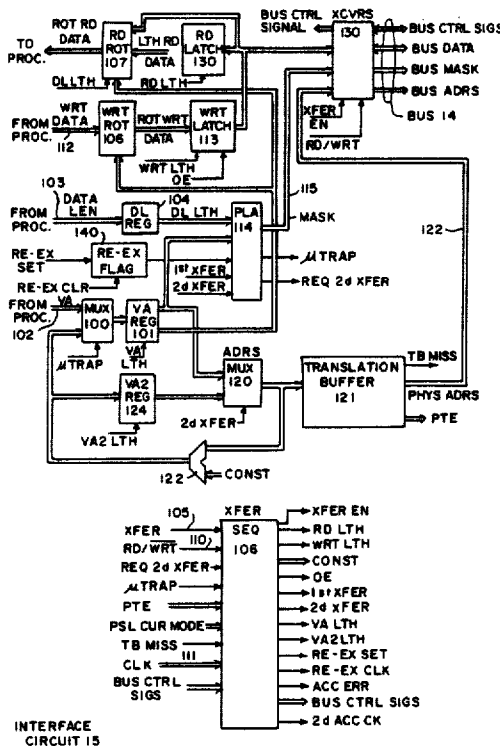 ROT RD DATA
TO PROC.
RD ROT 107
LTH RD DATA
RD LATCH 130
DL LTH
RD LTH
BUS CTRL SIGNAL
XCVRS 130
BUS CTRL SIGS
BUS DATA
BUS MASK
BUS ADRS
BUS 14
XFER EN
RD/WRT
WRT DATA
FROM PROC.
112
WRT ROT 106
ROT WRT DATA
WRT LATCH 113
WRT LTH
OE
103
DATA LEN
FROM PROC.
104
DL REG
DL LTH
PLA 114
115
MASK
122
140
RE-EX SET
RE-EX FLAG
RE-EX CLR
1st XFER
2d XFER
μTRAP
REQ 2d XFER
VA
FROM PROC.
102
MUX 100
VA REG 101
μTRAP
VA LTH
VA2 REG 124
VA2 LTH
ADRS
MUX 120
2d XFER
TRANSLATION BUFFER 121
TB MISS
PHYS ADRS
PTE
122
CONST
XFER
SEQ
106
105
XFER
RD/WRT
110
REQ 2d XFER
μTRAP
PTE
PSL CUR MODE
TB MISS
CLK
111
BUS CTRL SIGS
XFER EN
RD LTH
WRT LTH
CONST
OE
1st XFER
2d XFER
VA LTH
VA2 LTH
RE-EX SET
RE-EX CLK
ACC ERR
BUS CTRL SIGS
2d ACC CK
INTERFACE
CIRCUIT 15